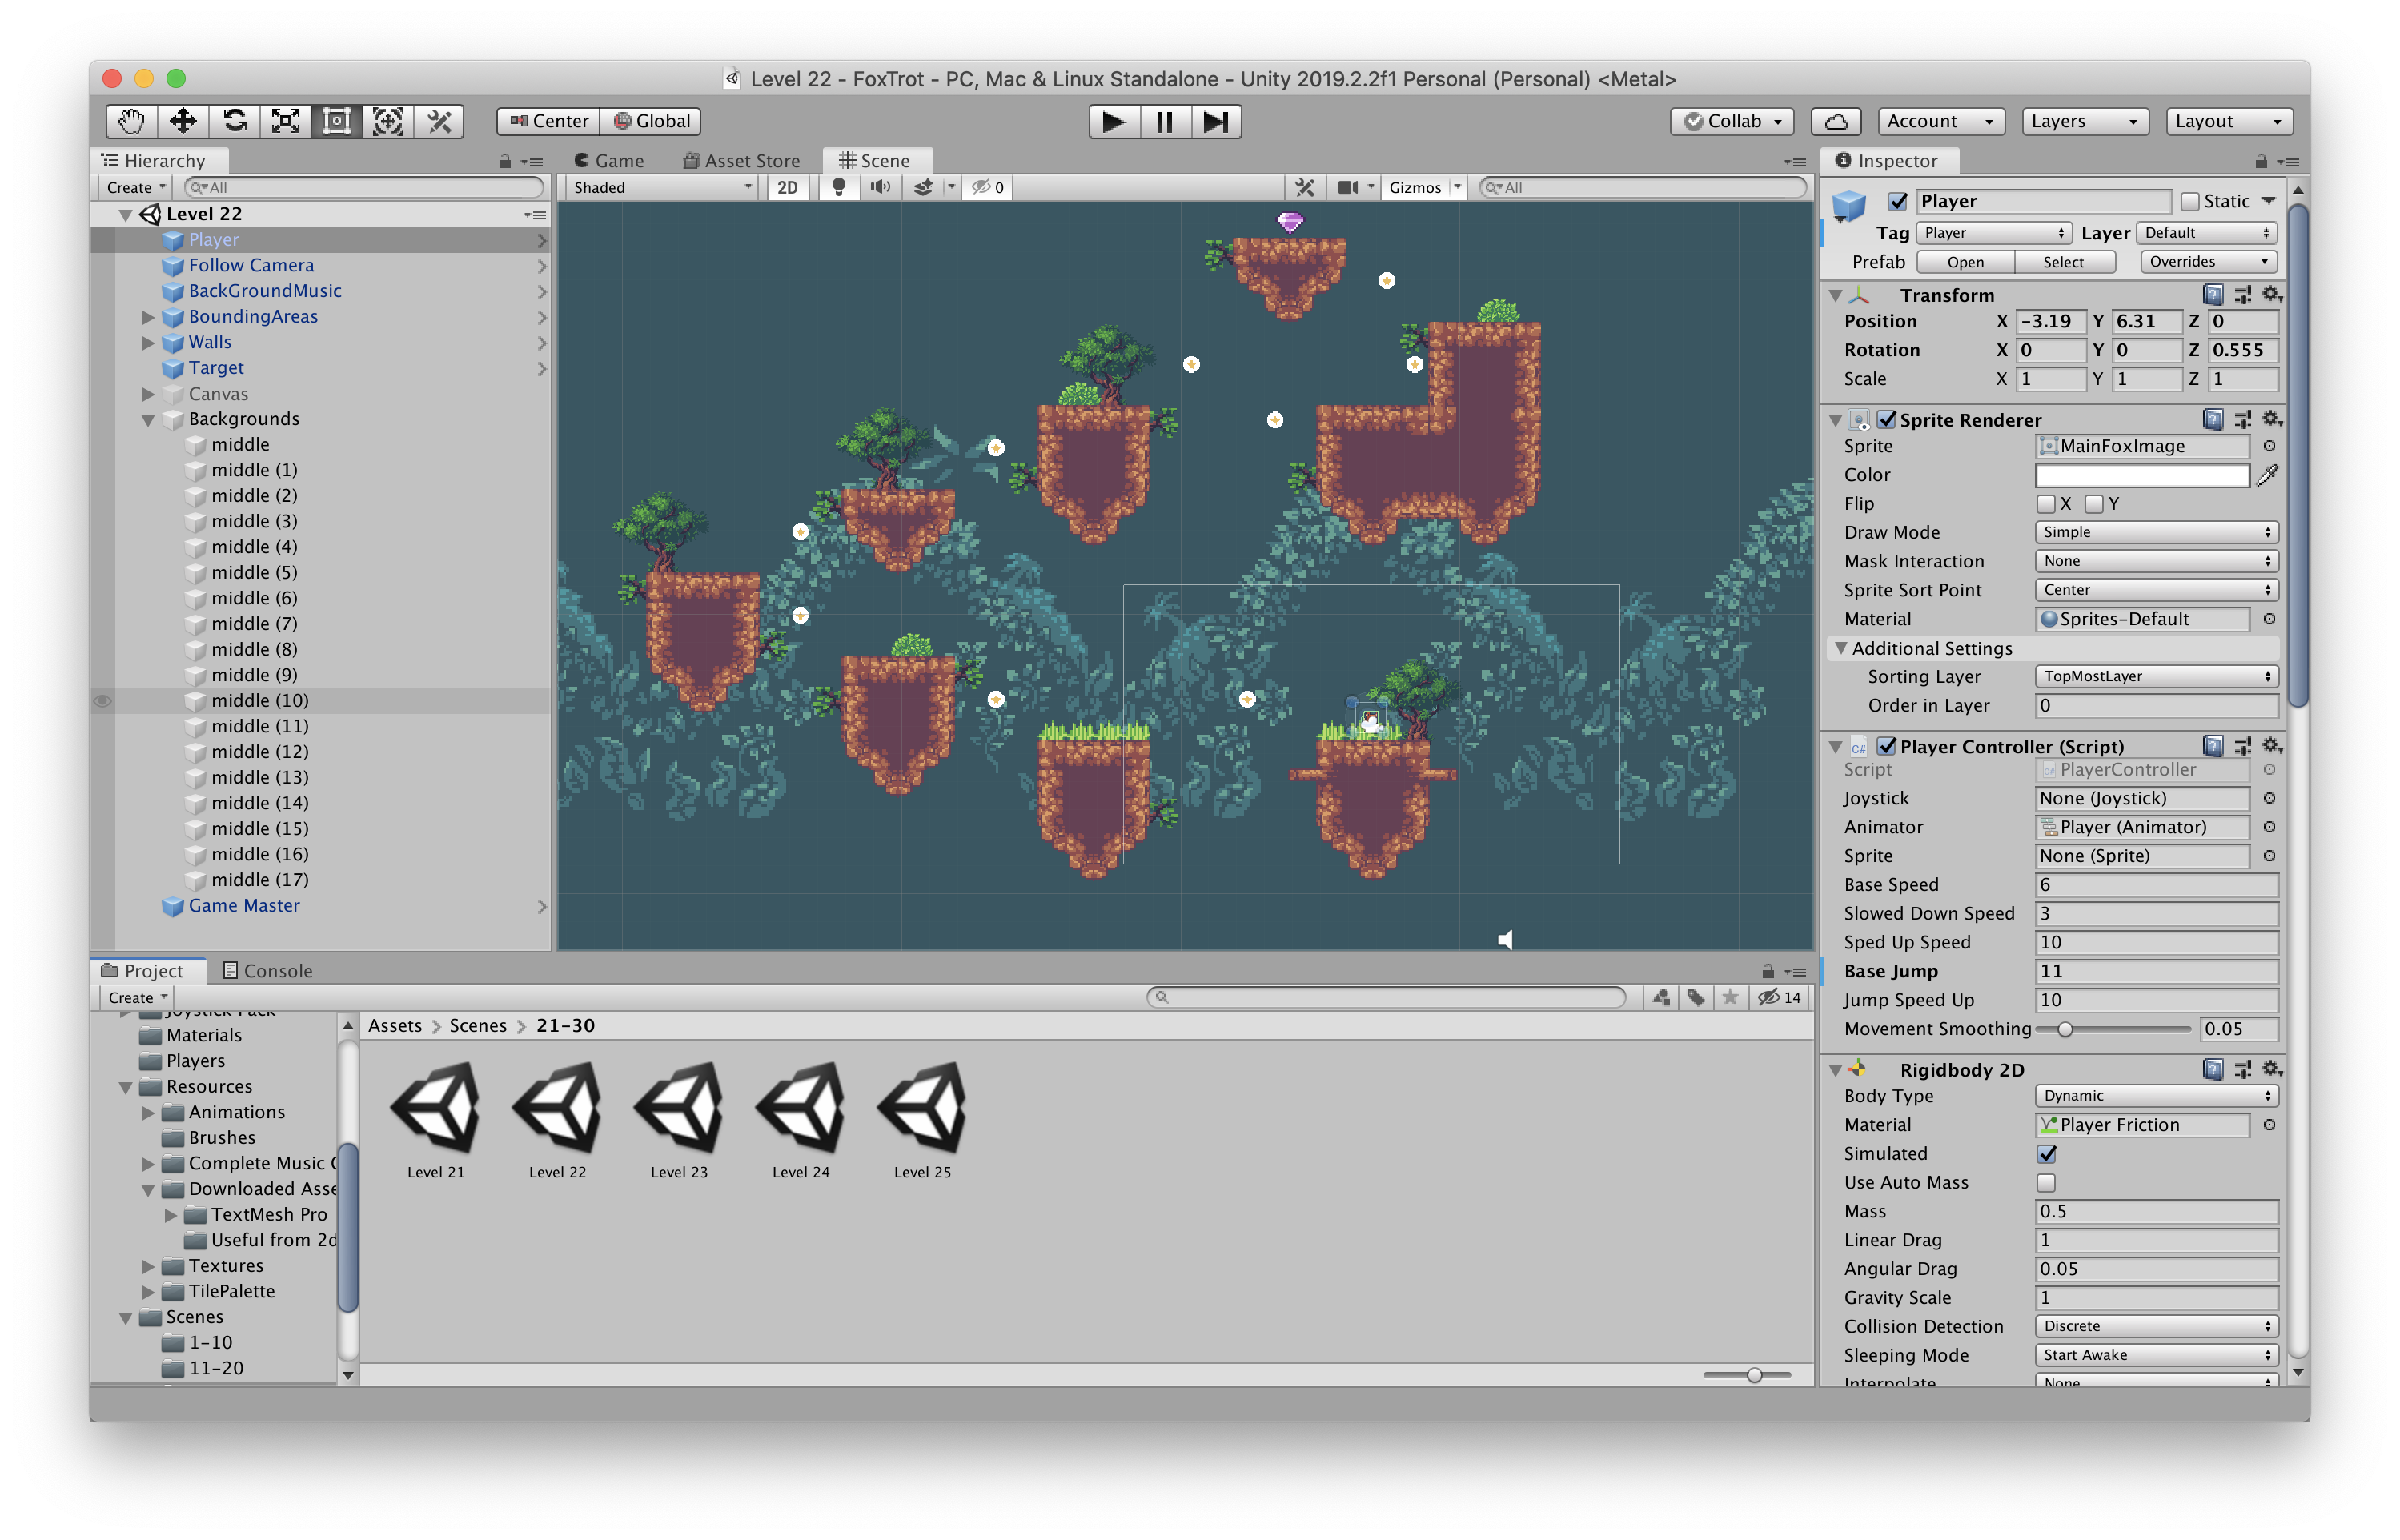 Level 22 - FoxTrot - PC, Mac & Linux Standalone - Unity 2019.2.2f1 Personal (Personal) <Metal>
Center Global Collab Account Layers Layout
Hierarchy
Create All
Level 22
Player
Follow Camera
BackGroundMusic
BoundingAreas
Walls
Target
Canvas
Backgrounds
middle
middle (1)
middle (2)
middle (3)
middle (4)
middle (5)
middle (6)
middle (7)
middle (8)
middle (9)
middle (10)
middle (11)
middle (12)
middle (13)
middle (14)
middle (15)
middle (16)
middle (17)
Game Master
Game Asset Store Scene
Shaded 2D 0 Gizmos All
Inspector
Player Static
Tag Player Layer Default
Prefab Open Select Overrides
Transform
Position X -3.19 Y 6.31 Z 0
Rotation X 0 Y 0 Z 0.555
Scale X 1 Y 1 Z 1
Sprite Renderer
Sprite MainFoxImage
Color
Flip X Y
Draw Mode Simple
Mask Interaction None
Sprite Sort Point Center
Material Sprites-Default
Additional Settings
Sorting Layer TopMostLayer
Order in Layer 0
C# Player Controller (Script)
Script PlayerController
Joystick None (Joystick)
Animator Player (Animator)
Sprite None (Sprite)
Base Speed 6
Slowed Down Speed 3
Sped Up Speed 10
Base Jump 11
Jump Speed Up 10
Movement Smoothing 0.05
Rigidbody 2D
Body Type Dynamic
Material Player Friction
Simulated
Use Auto Mass
Mass 0.5
Linear Drag 1
Angular Drag 0.05
Gravity Scale 1
Collision Detection Discrete
Sleeping Mode Start Awake
Interpolate None
Project Console
Create 14
Joystick Pack
Materials
Players
Resources
Animations
Brushes
Complete Music
Downloaded Asse
TextMesh Pro
Useful from 2d
Textures
TilePalette
Scenes
1-10
11-20
Assets > Scenes > 21-30
Level 21 Level 22 Level 23 Level 24 Level 25